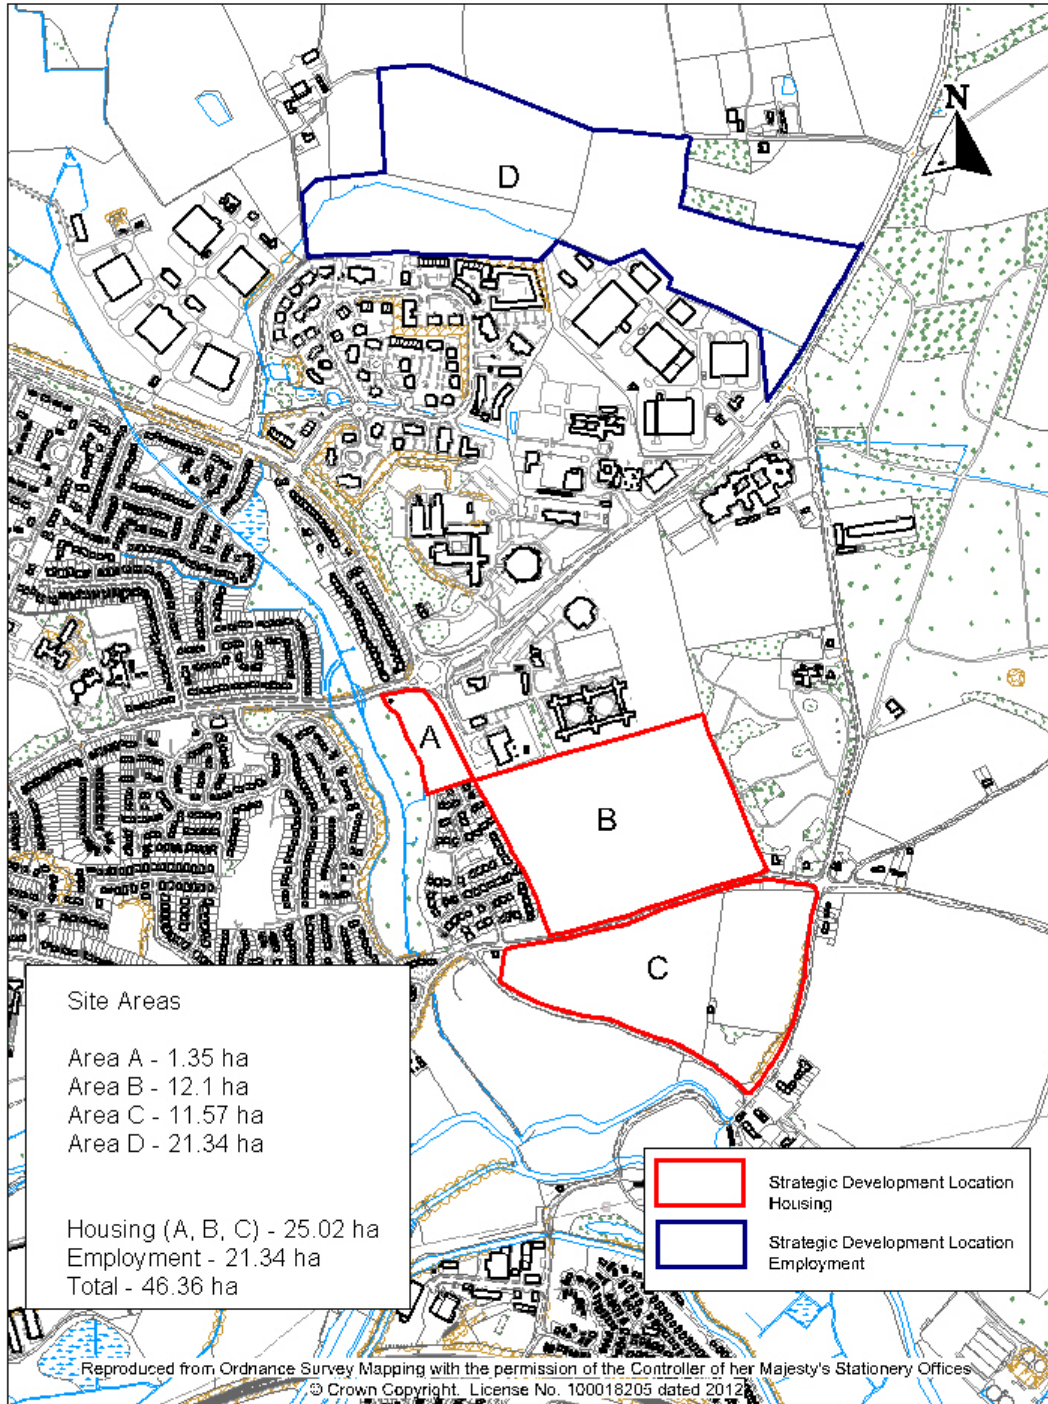 N
D
A
B
C
Site Areas
Area A - 1.35 ha
Area B - 12.1 ha
Area C - 11.57 ha
Area D - 21.34 ha
Housing (A, B, C) - 25.02 ha
Employment - 21.34 ha
Total - 46.36 ha
Strategic Development Location
Housing
Strategic Development Location
Employment
Reproduced from Ordnance Survey Mapping with the permission of the Controller of her Majesty's Stationery Offices
© Crown Copyright. License No. 100018205 dated 2012